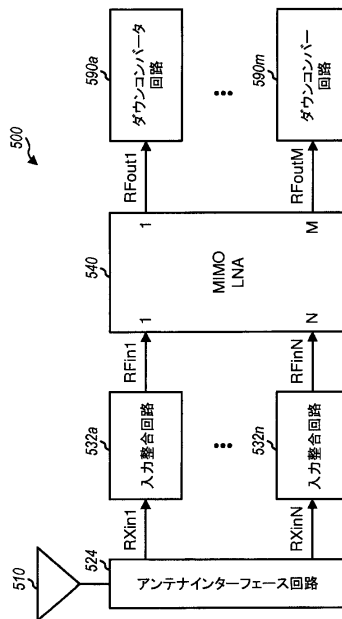 500
510
524
アンテナインターフェース回路
RXin1
RXinN
532a
入力整合回路
532n
入力整合回路
RFin1
RFinN
540
MIMO
LNA
1
N
1
M
RFout1
RFoutM
590a
ダウンコンバータ
回路
590m
ダウンコンバー
回路